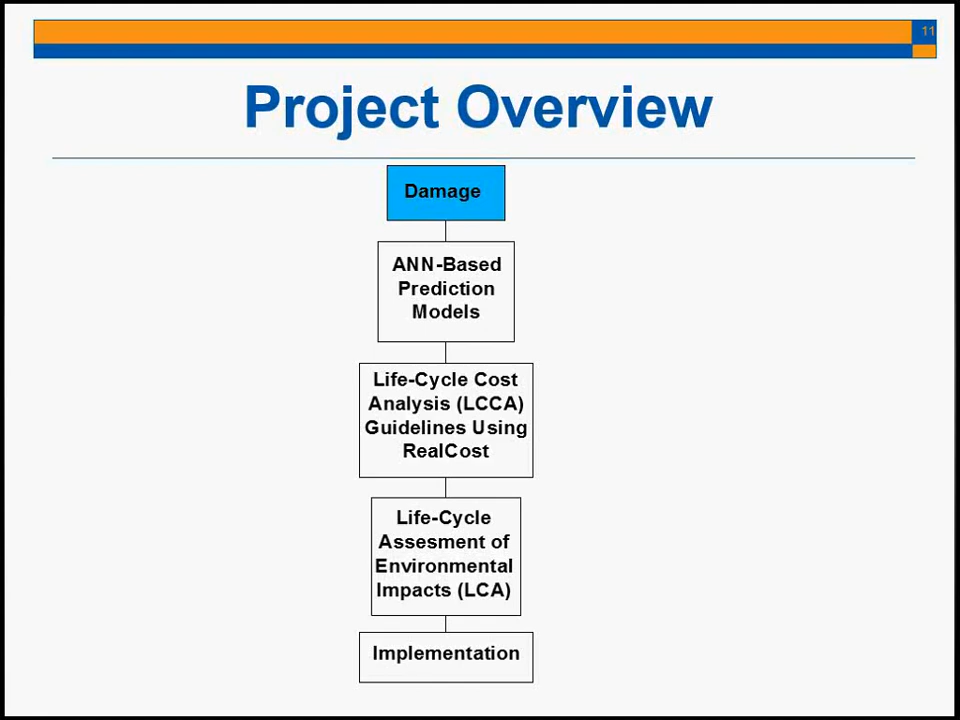 11
Project Overview
Damage
ANN-Based
Prediction
Models
Life-Cycle Cost
Analysis (LCCA)
Guidelines Using
RealCost
Life-Cycle
Assesment of
Environmental
Impacts (LCA)
Implementation